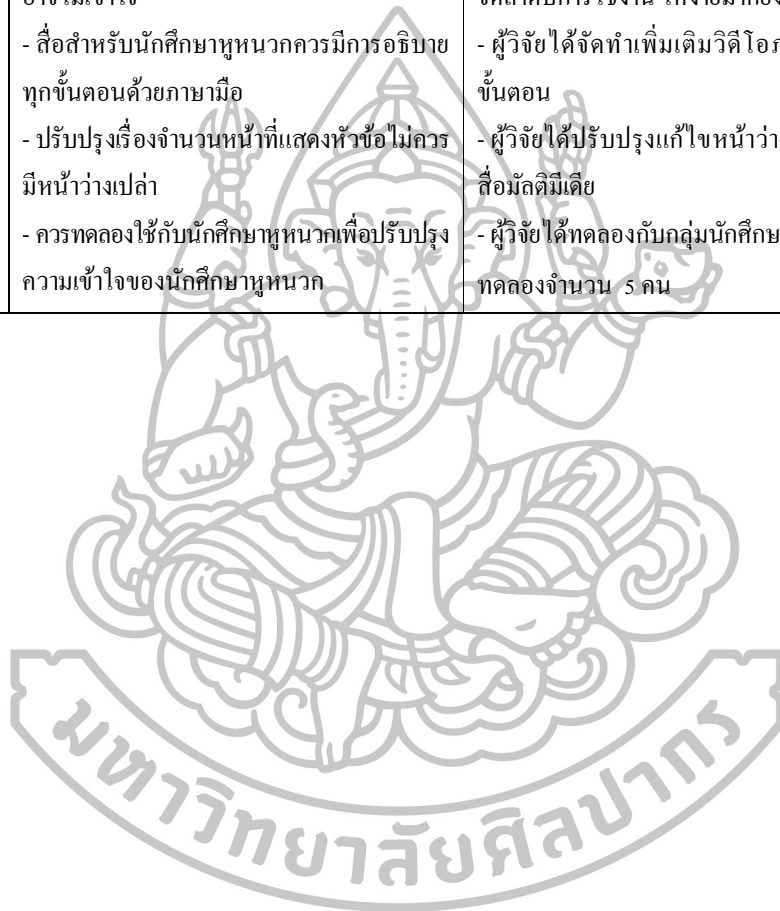 - สื่อสำหรับนักศึกษาหูหนวกควรมีการอธิบาย
ทุกขั้นตอนด้วยภาษามือ
- ปรับปรุงเรื่องจำนวนหน้าที่แสดงหัวข้อไม่ควร
มีหน้าว่างเปล่า
- ควรทดลองใช้กับนักศึกษาหูหนวกเพื่อปรับปรุง
ความเข้าใจของนักศึกษาหูหนวก
- ผู้วิจัยได้จัดทำเพิ่มเติมวิดีโอ
ขั้นตอน
- ผู้วิจัยได้ปรับปรุงแก้ไขหน้าว่าง
สื่อมัลติมีเดีย
- ผู้วิจัยได้ทดลองกับกลุ่มนักศึกษ
ทดลองจำนวน 5 คน
มหาวิทยาลัยศิลปากร